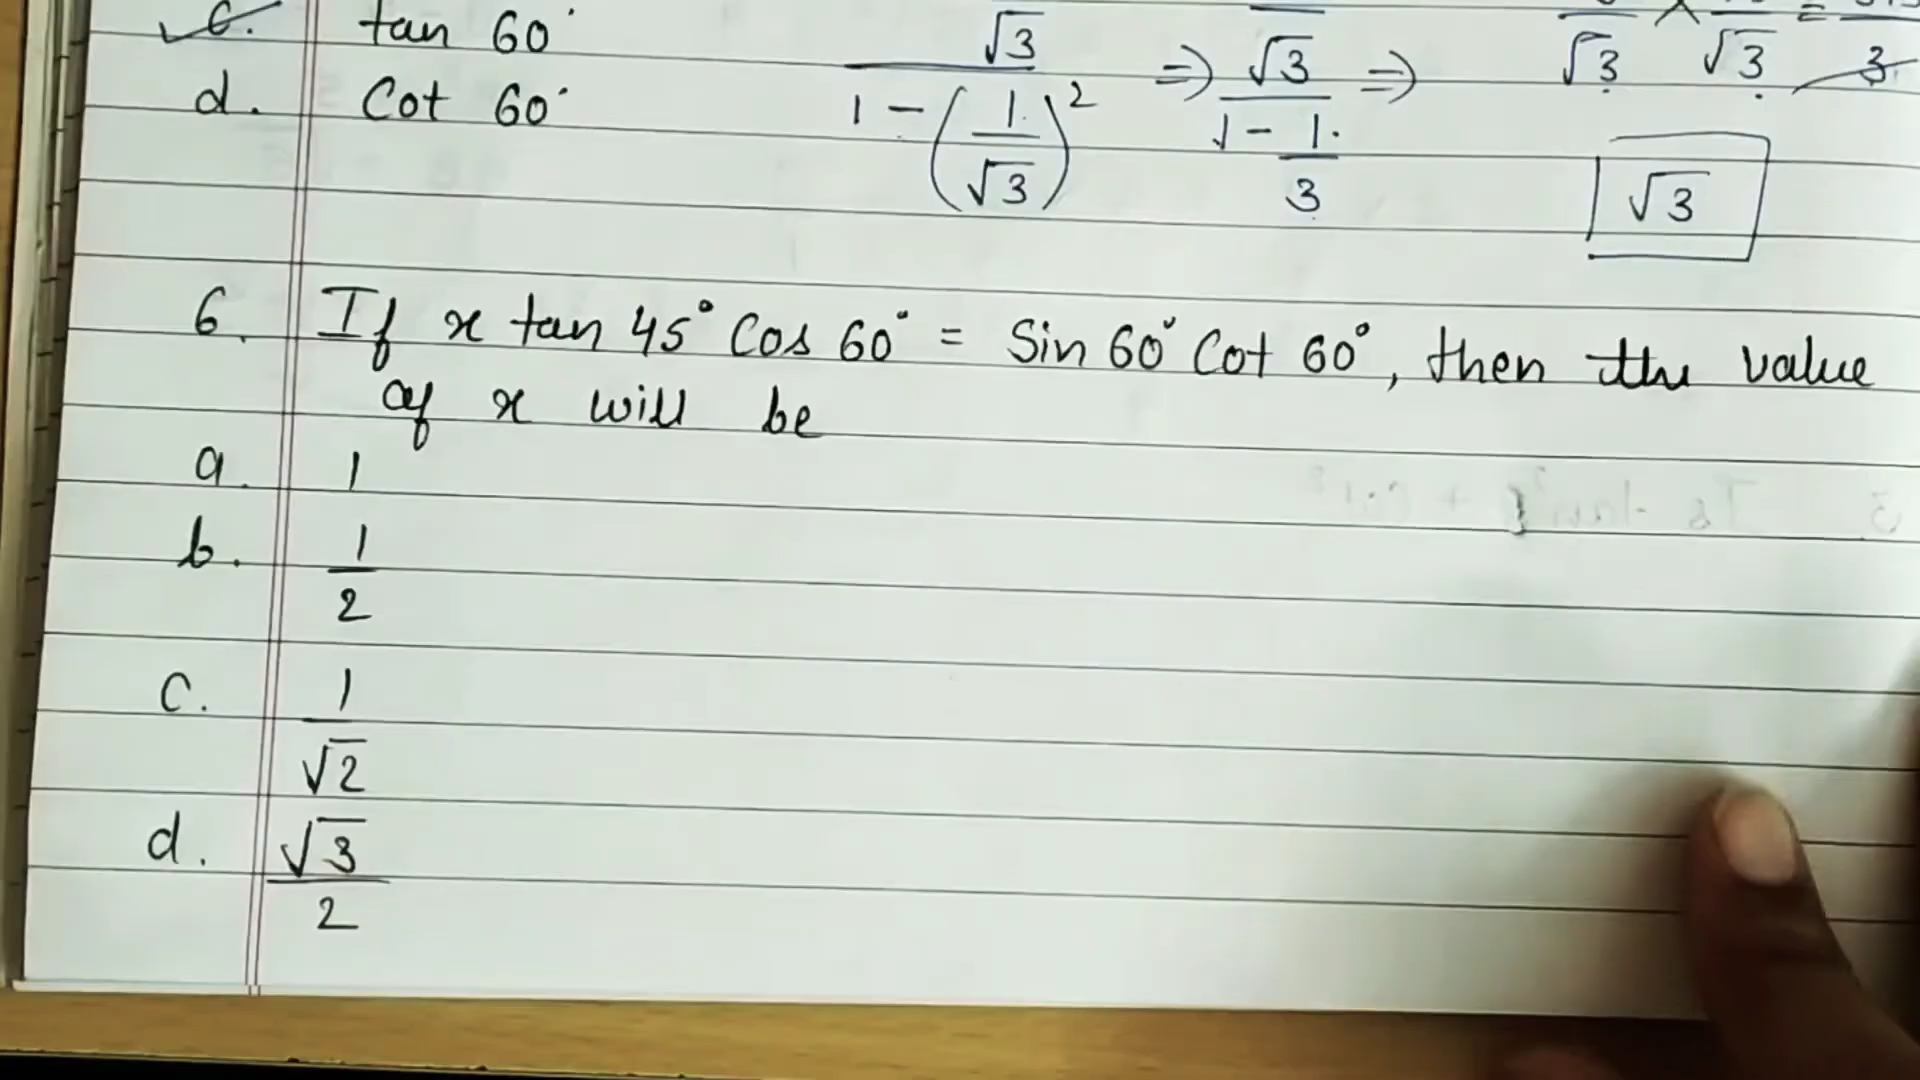 c. tan 60°
d. Cot 60°
√3
1 - (1/√3)²
⇒ √3
1 - 1/3
⇒
√3 × √3 =
3
√3
6. If x tan 45° Cos 60° = Sin 60° Cot 60°, then the value
of x will be
a. 1
b. 1/2
c. 1/√2
d. √3/2